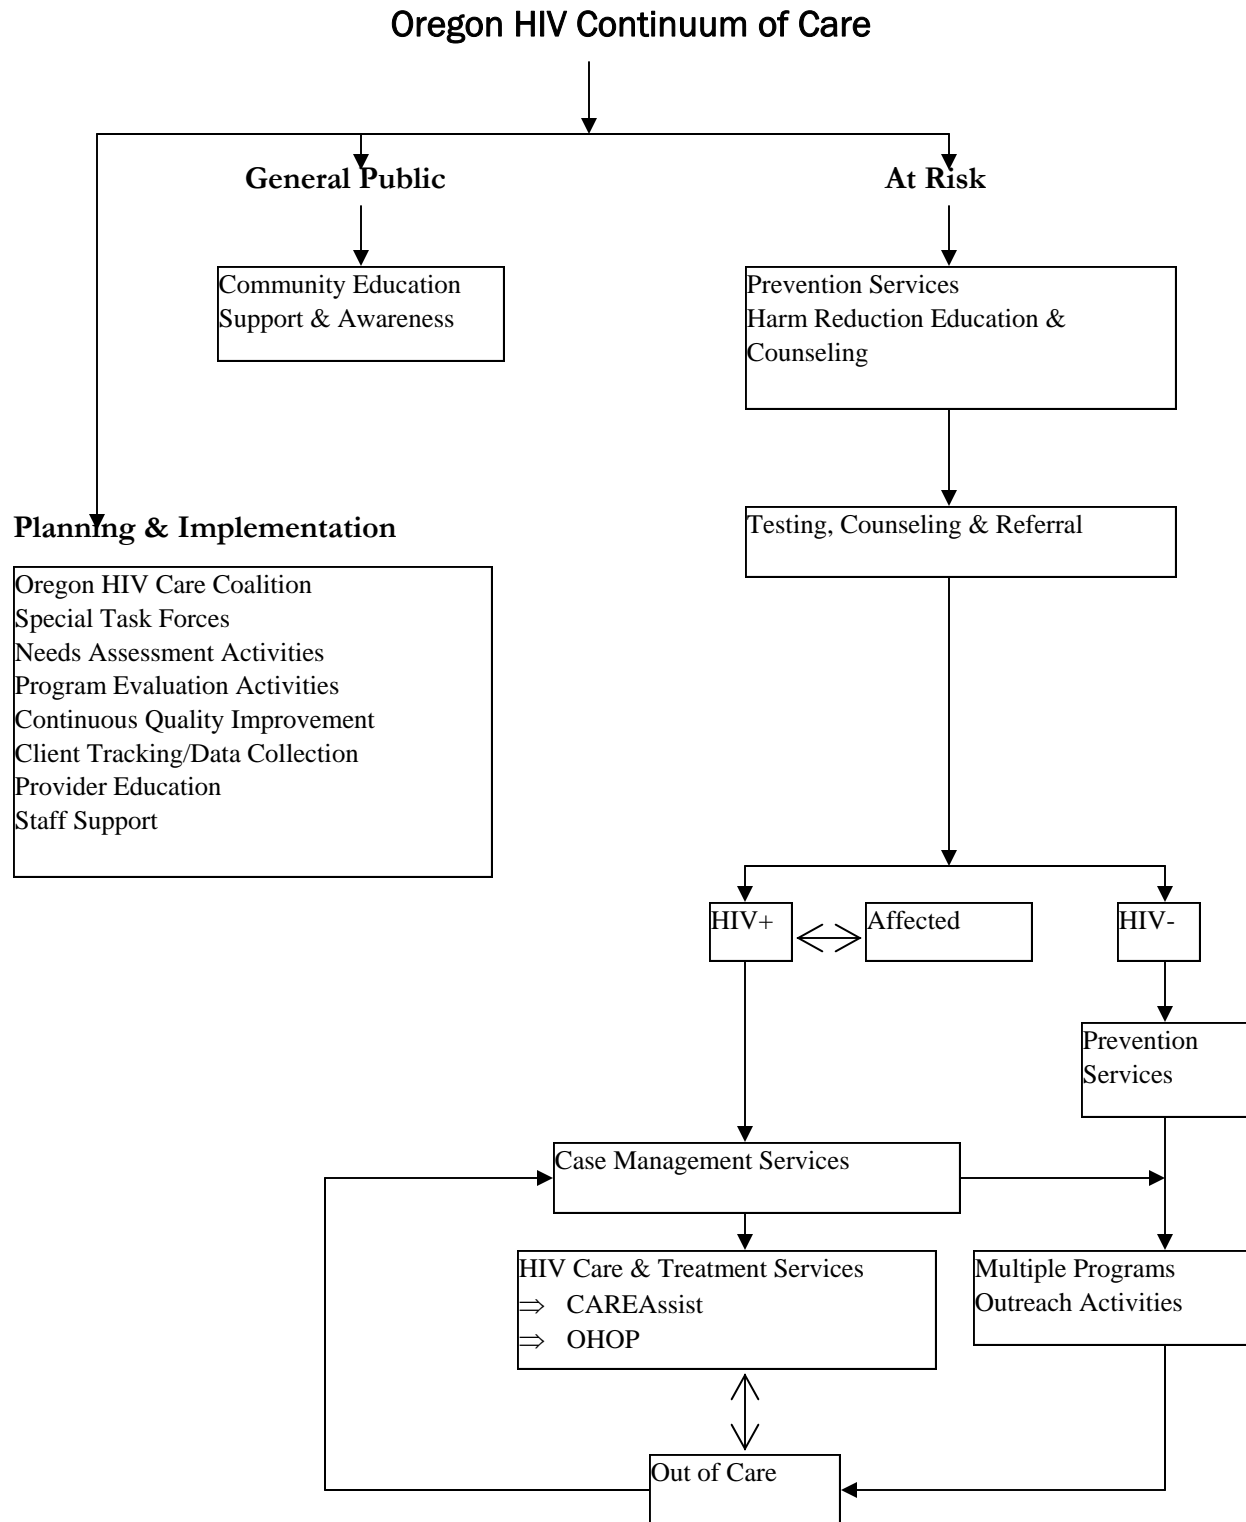 Oregon HIV Continuum of Care
General Public
At Risk
Community Education
Support & Awareness
Prevention Services
Harm Reduction Education &
Counseling
Planning & Implementation
Testing, Counseling & Referral
Oregon HIV Care Coalition
Special Task Forces
Needs Assessment Activities
Program Evaluation Activities
Continuous Quality Improvement
Client Tracking/Data Collection
Provider Education
Staff Support
HIV+
Affected
HIV-
Prevention
Services
Case Management Services
HIV Care & Treatment Services
⇒ CAREAssist
⇒ OHOP
Multiple Programs
Outreach Activities
Out of Care